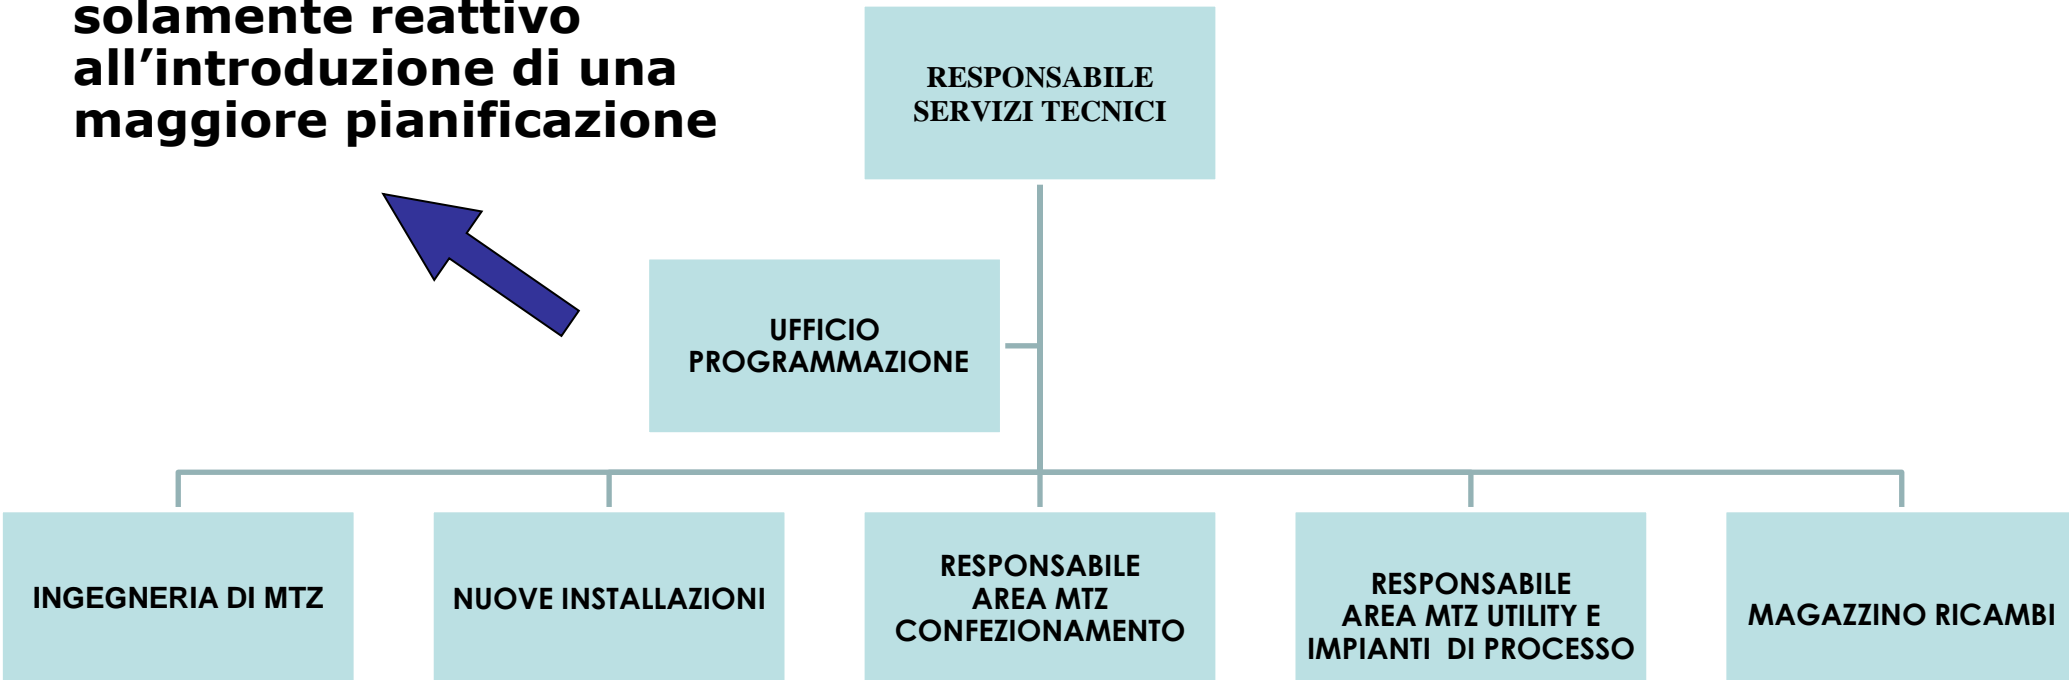 solamente reattivo
all’introduzione di una
maggiore pianificazione
RESPONSABILE
SERVIZI TECNICI
UFFICIO
PROGRAMMAZIONE
INGEGNERIA DI MTZ
NUOVE INSTALLAZIONI
RESPONSABILE
AREA MTZ
CONFEZIONAMENTO
RESPONSABILE
AREA MTZ UTILITY E
IMPIANTI DI PROCESSO
MAGAZZINO RICAMBI